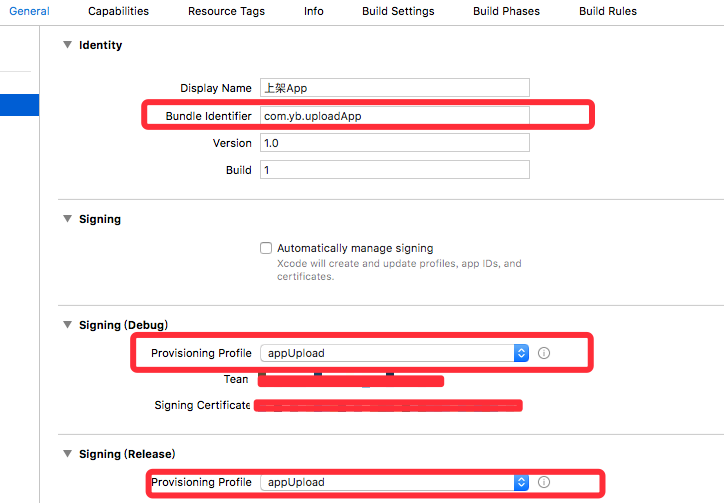 General Capabilities Resource Tags Info Build Settings Build Phases Build Rules
Identity
Display Name 上架App
Bundle Identifier com.yb.uploadApp
Version 1.0
Build 1
Signing
Automatically manage signing
Xcode will create and update profiles, app IDs, and
certificates.
Signing (Debug)
Provisioning Profile appUpload
Team
Signing Certificate
Signing (Release)
Provisioning Profile appUpload